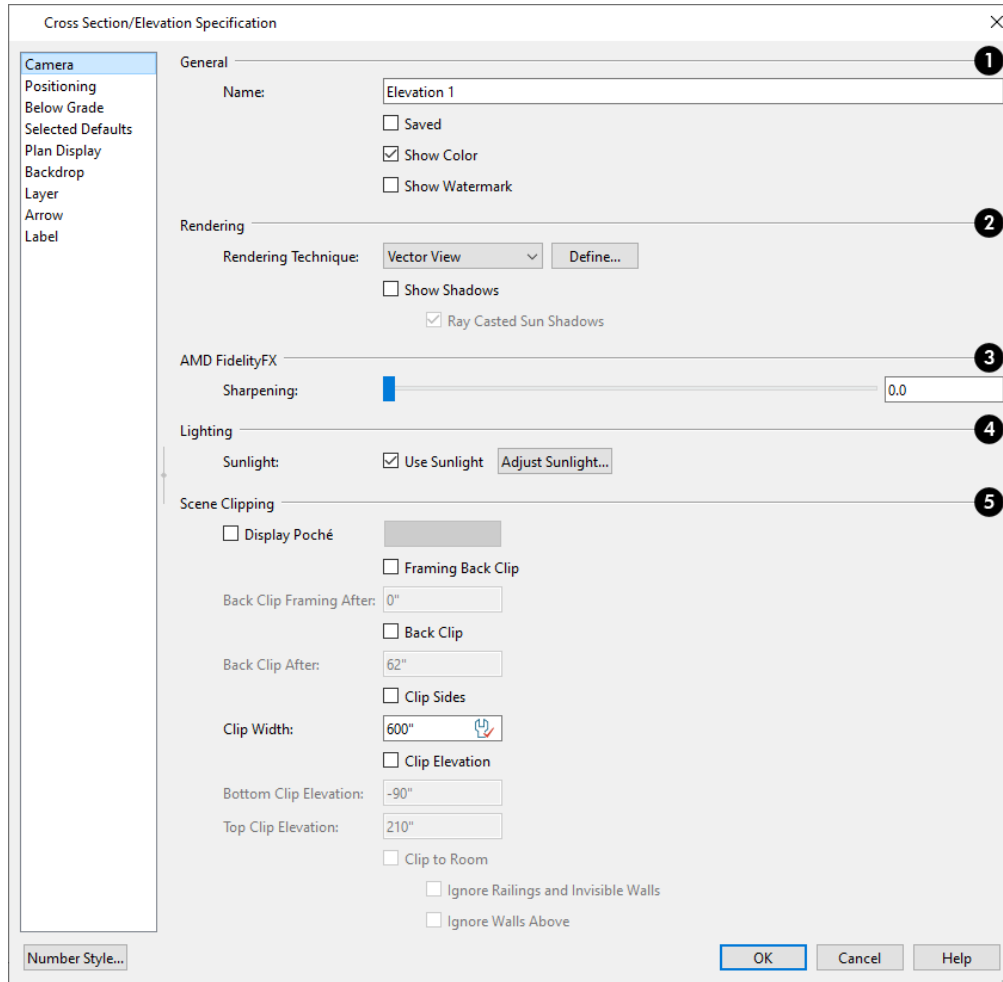 Cross Section/Elevation Specification
Camera
Positioning
Below Grade
Selected Defaults
Plan Display
Backdrop
Layer
Arrow
Label
General 1
Name: Elevation 1
Saved
Show Color
Show Watermark
Rendering 2
Rendering Technique: Vector View Define...
Show Shadows
Ray Casted Sun Shadows
AMD FidelityFX 3
Sharpening: 0.0
Lighting 4
Sunlight: Use Sunlight Adjust Sunlight...
Scene Clipping 5
Display Poché
Framing Back Clip
Back Clip Framing After: 0"
Back Clip
Back Clip After: 62"
Clip Sides
Clip Width: 600"
Clip Elevation
Bottom Clip Elevation: -90"
Top Clip Elevation: 210"
Clip to Room
Ignore Railings and Invisible Walls
Ignore Walls Above
Number Style... OK Cancel Help